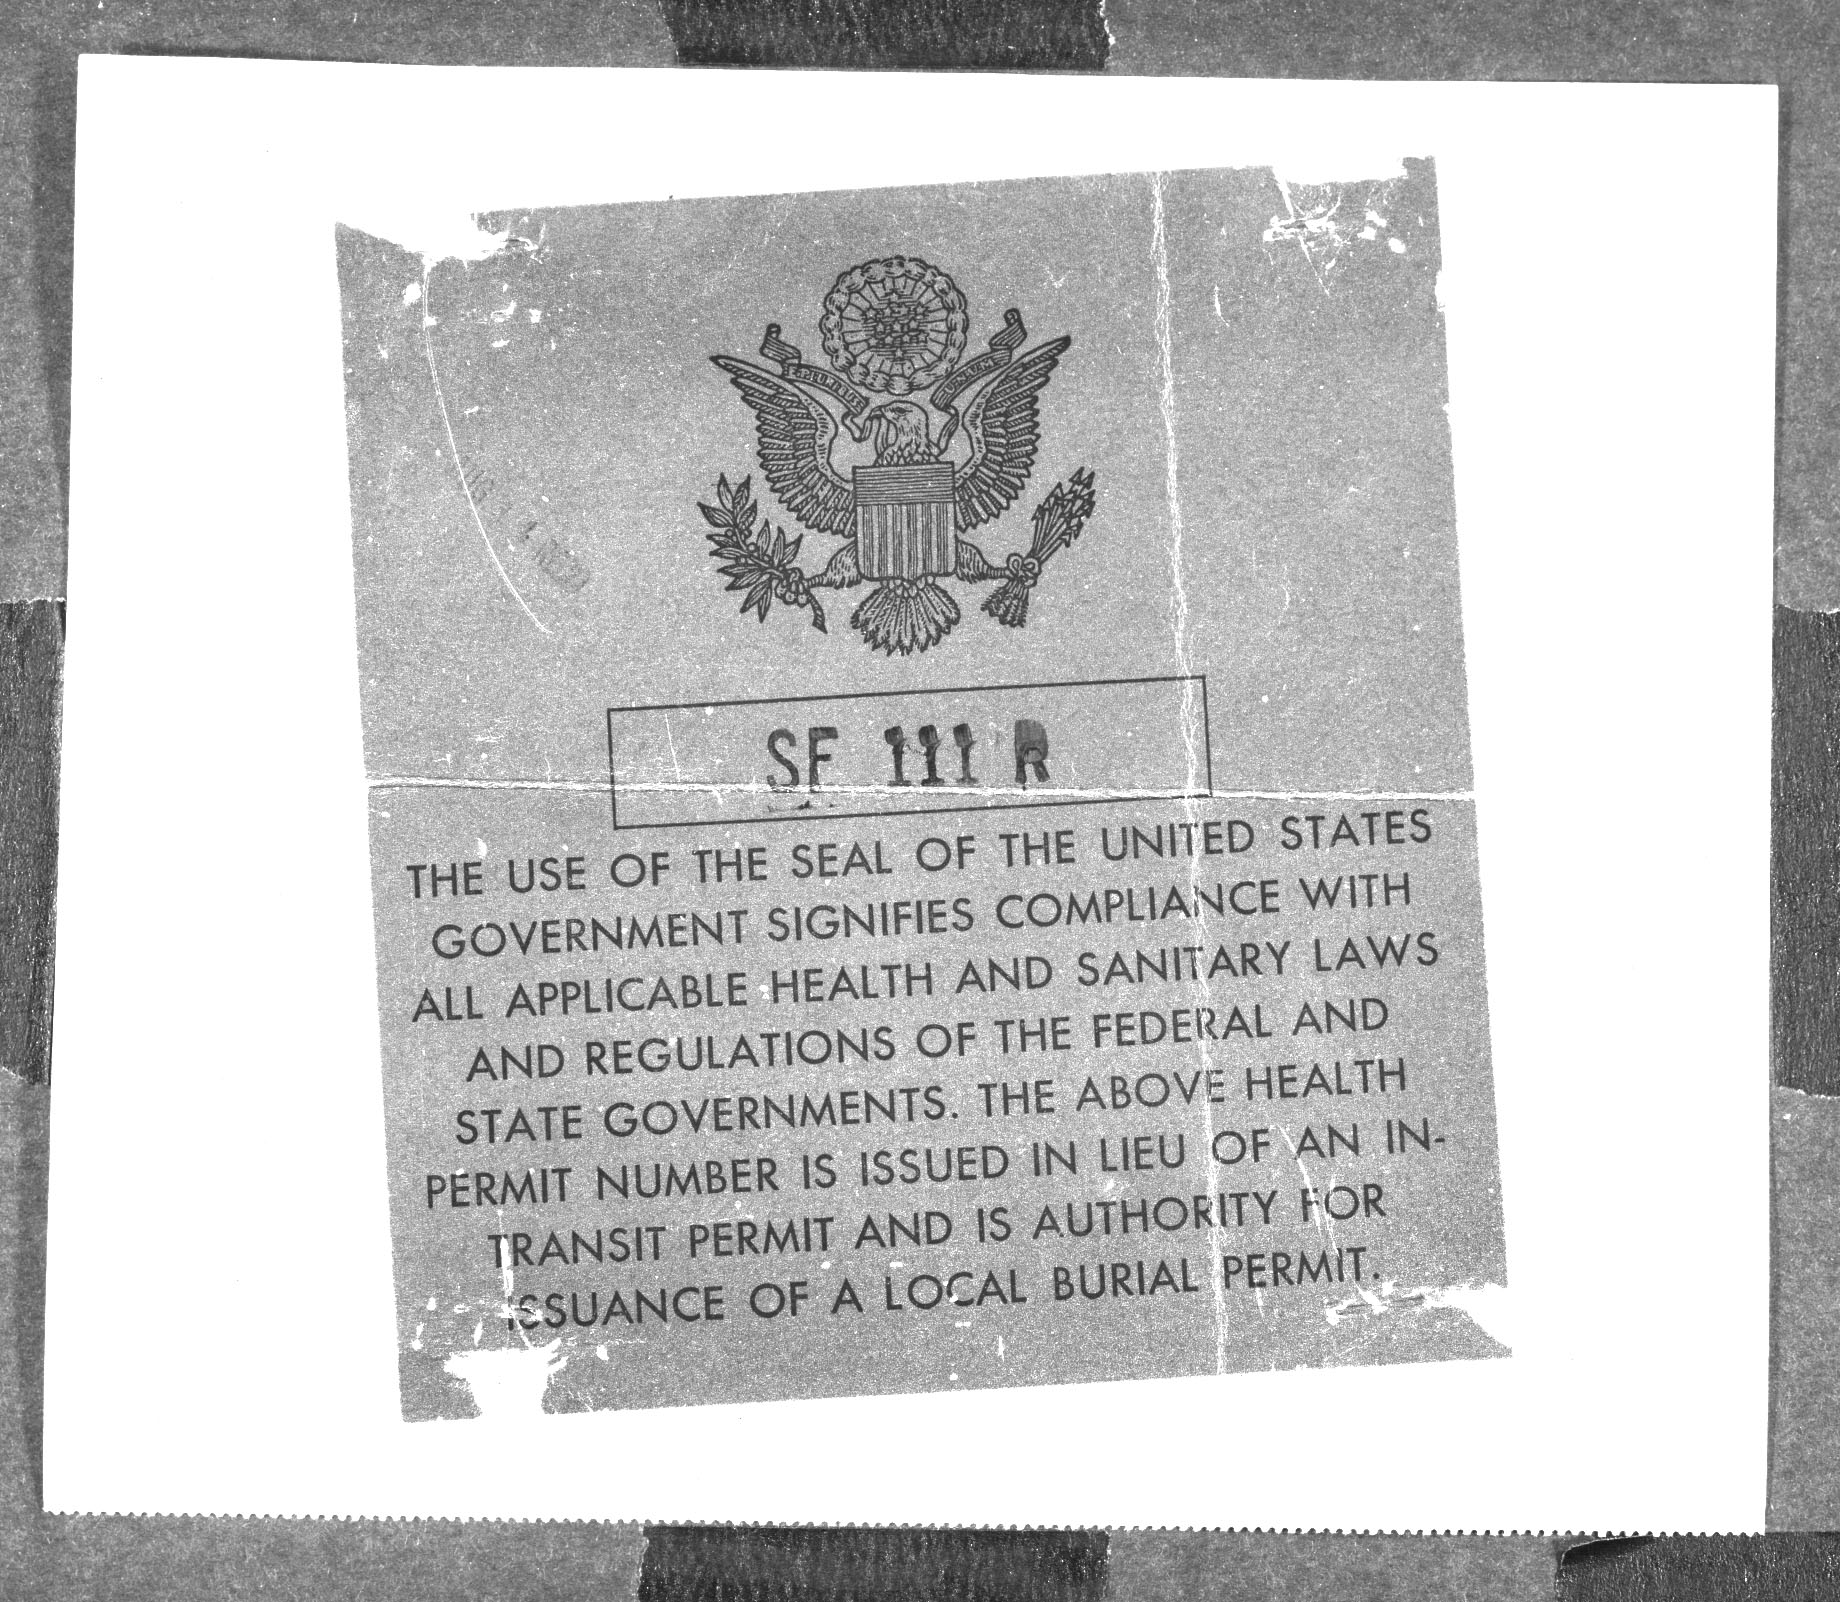 SF 111 R
THE USE OF THE SEAL OF THE UNITED STATES
GOVERNMENT SIGNIFIES COMPLIANCE WITH
ALL APPLICABLE HEALTH AND SANITARY LAWS
AND REGULATIONS OF THE FEDERAL AND
STATE GOVERNMENTS. THE ABOVE HEALTH
PERMIT NUMBER IS ISSUED IN LIEU OF AN IN-
TRANSIT PERMIT AND IS AUTHORITY FOR
ISSUANCE OF A LOCAL BURIAL PERMIT.